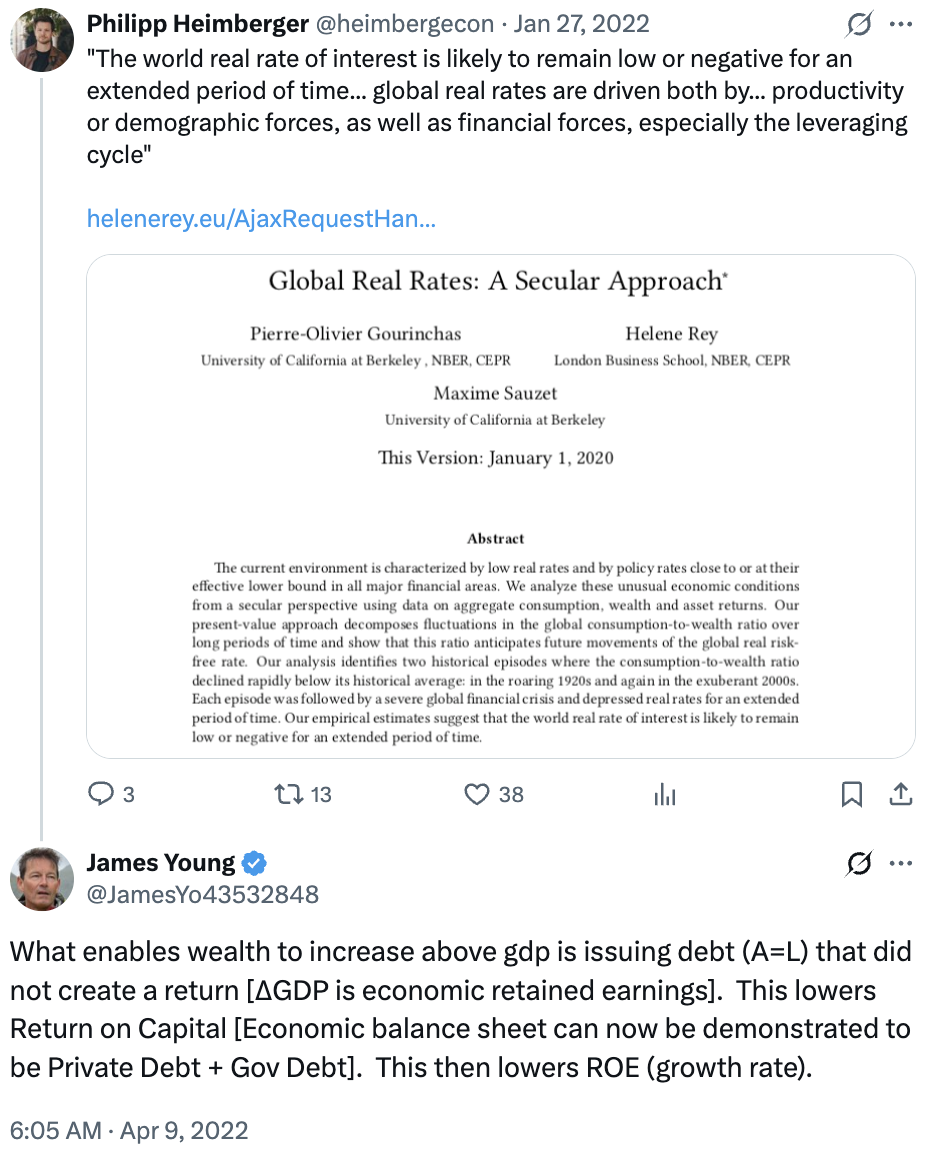 Philipp Heimberger @heimbergecon · Jan 27, 2022
"The world real rate of interest is likely to remain low or negative for an
extended period of time... global real rates are driven both by... productivity
or demographic forces, as well as financial forces, especially the leveraging
cycle"
helenerey.eu/AjaxRequestHan...
Global Real Rates: A Secular Approach*
Pierre-Olivier Gourinchas
Helene Rey
University of California at Berkeley , NBER, CEPR
London Business School, NBER, CEPR
Maxime Sauzet
University of California at Berkeley
This Version: January 1, 2020
Abstract
The current environment is characterized by low real rates and by policy rates close to or at their
effective lower bound in all major financial areas. We analyze these unusual economic conditions
from a secular perspective using data on aggregate consumption, wealth and asset returns. Our
present-value approach decomposes fluctuations in the global consumption-to-wealth ratio over
long periods of time and show that this ratio anticipates future movements of the global real risk-
free rate. Our analysis identifies two historical episodes where the consumption-to-wealth ratio
declined rapidly below its historical average: in the roaring 1920s and again in the exuberant 2000s.
Each episode was followed by a severe global financial crisis and depressed real rates for an extended
period of time. Our empirical estimates suggest that the world real rate of interest is likely to remain
low or negative for an extended period of time.
3 13 38
James Young
@JamesYo43532848
What enables wealth to increase above gdp is issuing debt (A=L) that did
not create a return [ΔGDP is economic retained earnings]. This lowers
Return on Capital [Economic balance sheet can now be demonstrated to
be Private Debt + Gov Debt]. This then lowers ROE (growth rate).
6:05 AM · Apr 9, 2022